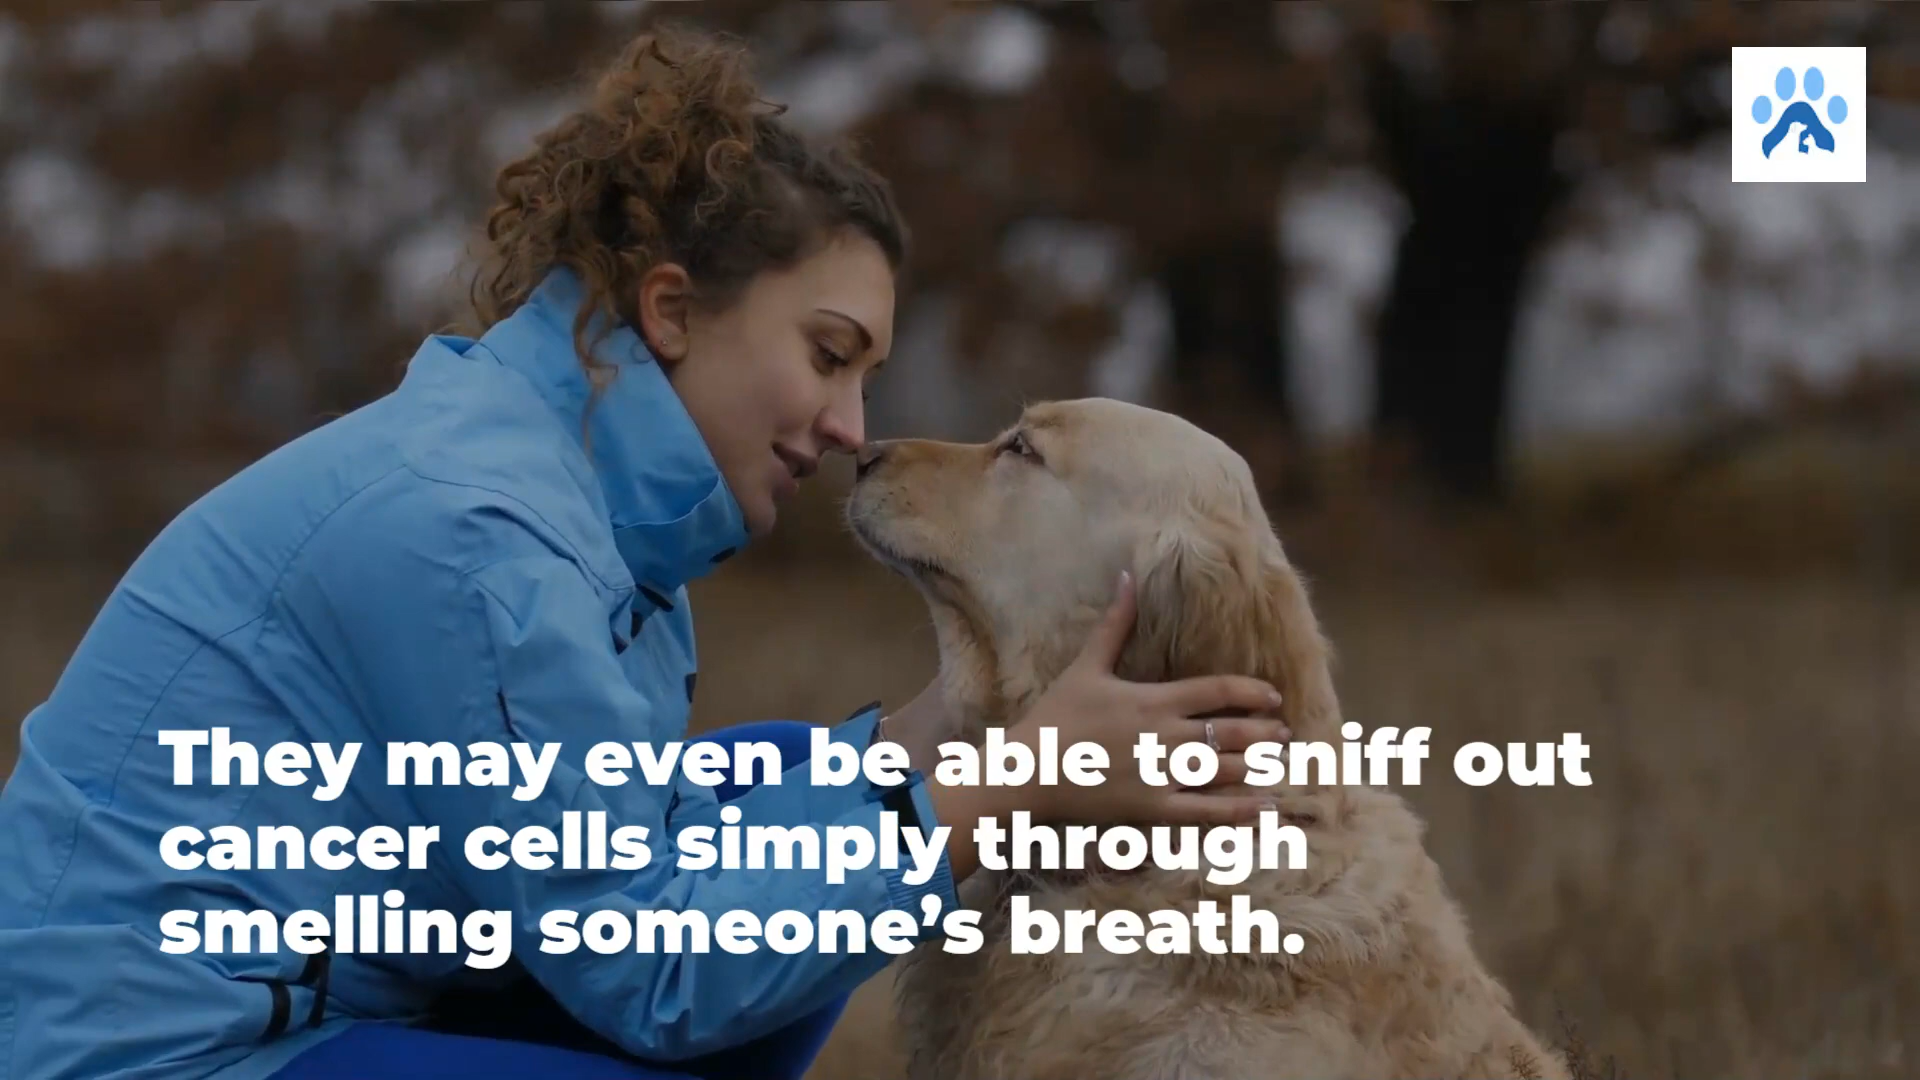 They may even be able to sniff out
cancer cells simply through
smelling someone’s breath.